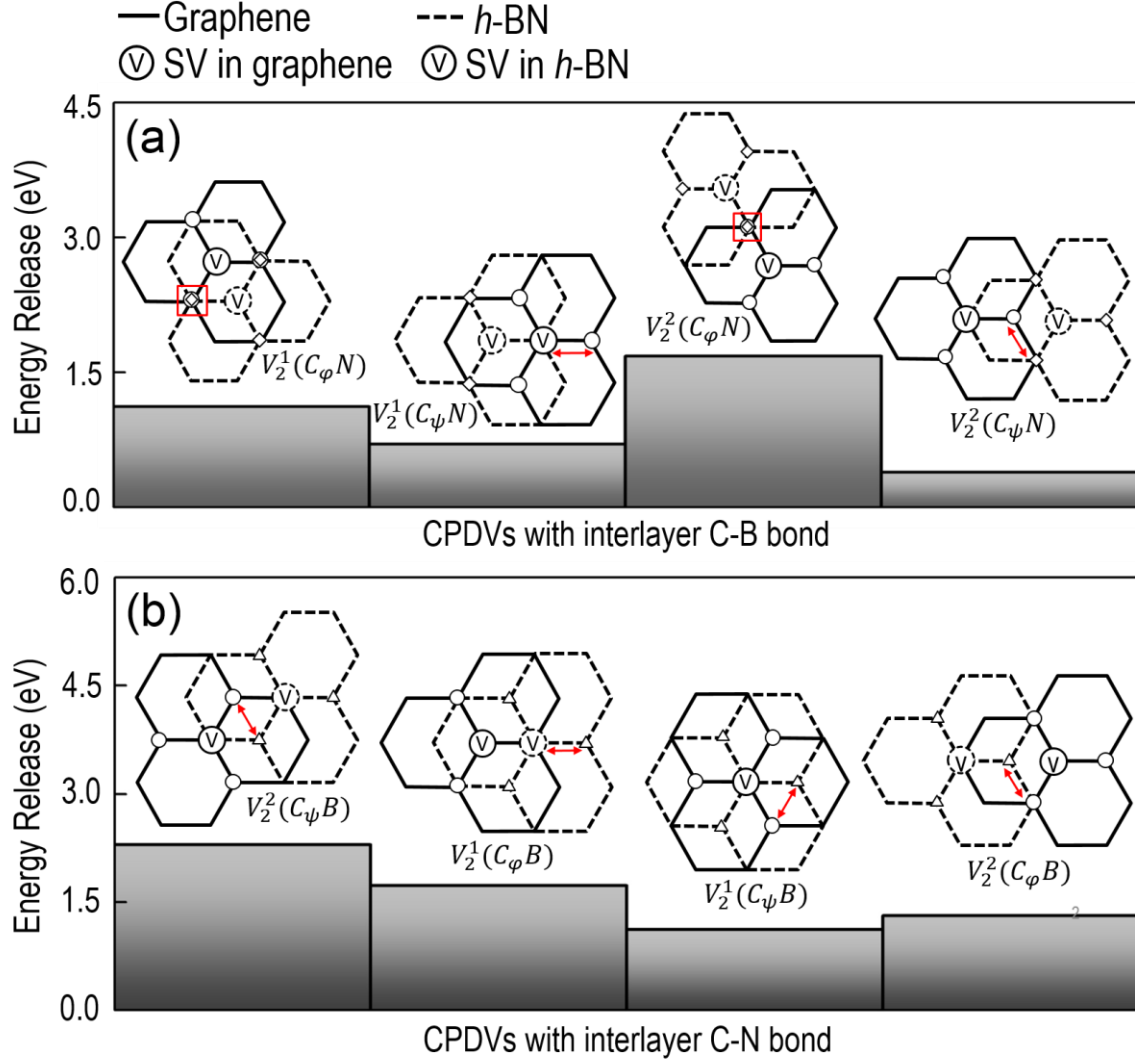 Graphene h-BN
Ⓥ SV in graphene Ⓥ SV in h-BN
(a)
Energy Release (eV)
4.5
3.0
1.5
0.0
V V
V V
V V
V V
V₂¹(C_φN)
V₂¹(C_ψN)
V₂²(C_φN)
V₂²(C_ψN)
CPDVs with interlayer C-B bond
(b)
Energy Release (eV)
6.0
4.5
3.0
1.5
0.0
V V
V V
V
V V
V₂²(C_ψB)
V₂¹(C_φB)
V₂¹(C_ψB)
V₂²(C_φB)
2
CPDVs with interlayer C-N bond